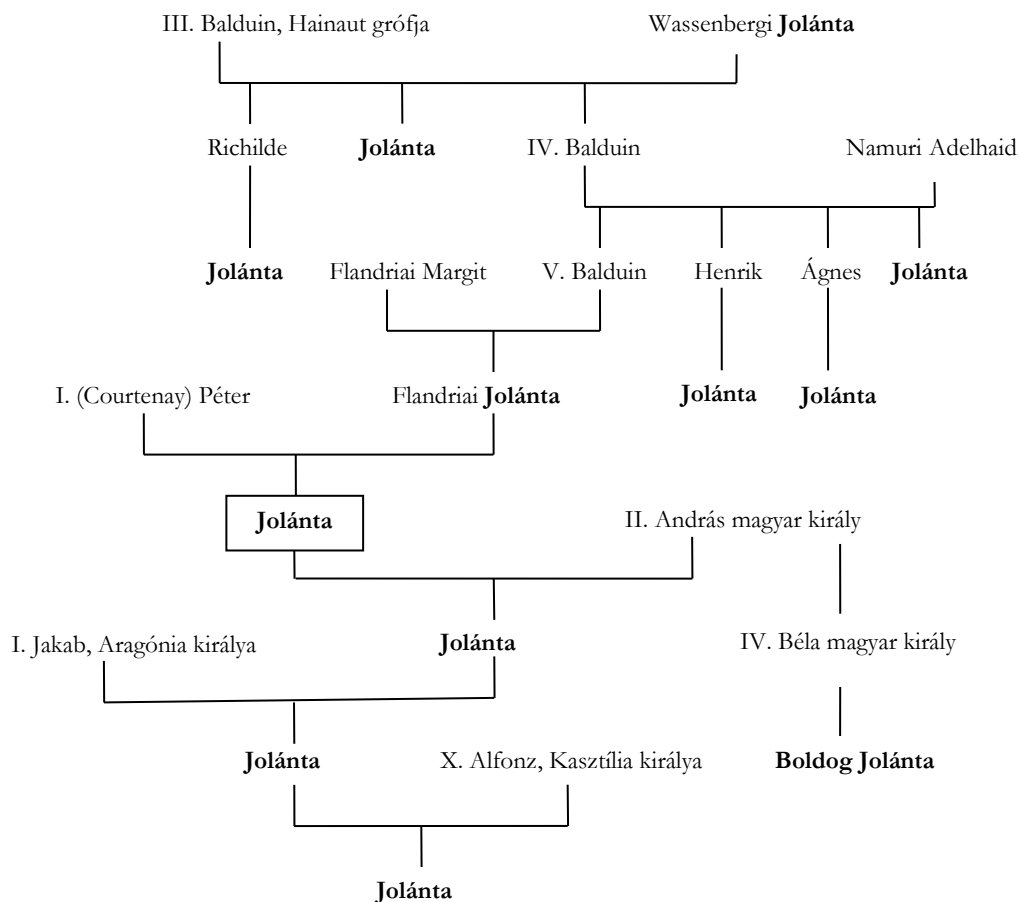 III. Balduin, Hainaut grófja Wassenbergi Jolánta
Richilde Jolánta IV. Balduin Namuri Adelhaid
Jolánta Flandriai Margit V. Balduin Henrik Ágnes Jolánta
I. (Courtenay) Péter Flandriai Jolánta Jolánta Jolánta
Jolánta II. András magyar király
I. Jakab, Aragónia királya Jolánta IV. Béla magyar király
Jolánta X. Alfonz, Kasztília királya Boldog Jolánta
Jolánta